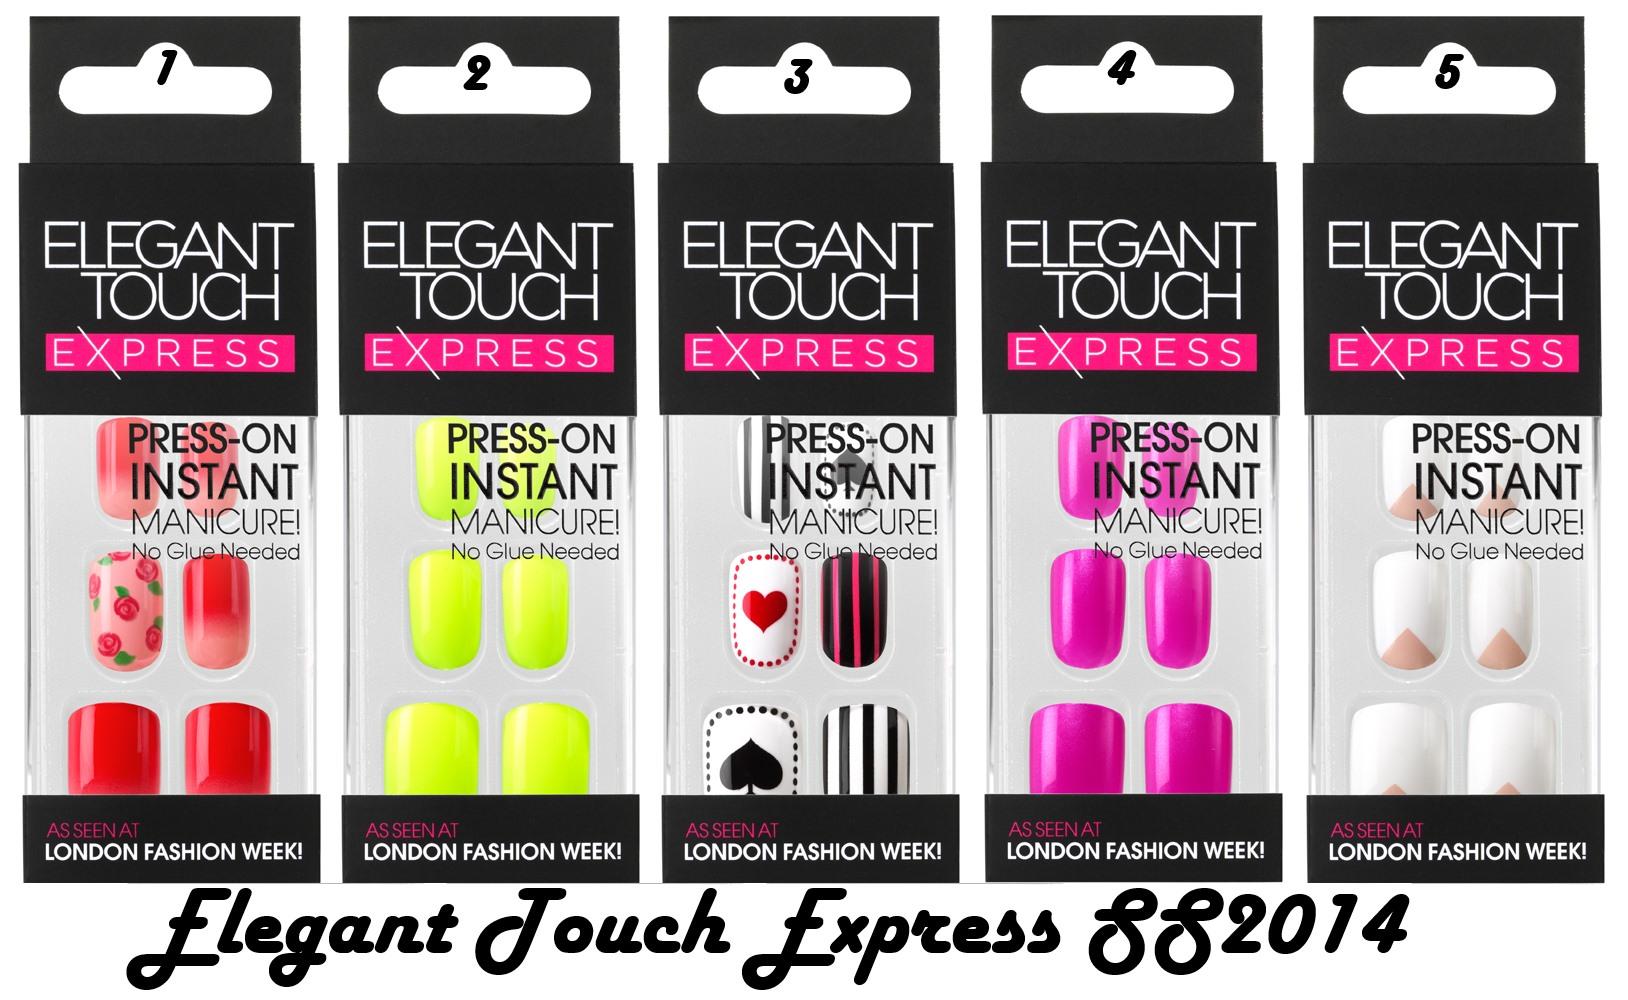 1
ELEGANT
TOUCH
EXPRESS
PRESS-ON
INSTANT
MANICURE!
No Glue Needed
AS SEEN AT
LONDON FASHION WEEK!
2
ELEGANT
TOUCH
EXPRESS
PRESS-ON
INSTANT
MANICURE!
No Glue Needed
AS SEEN AT
LONDON FASHION WEEK!
3
ELEGANT
TOUCH
EXPRESS
PRESS-ON
INSTANT
MANICURE!
No Glue Needed
AS SEEN AT
LONDON FASHION WEEK!
4
ELEGANT
TOUCH
EXPRESS
PRESS-ON
INSTANT
MANICURE!
No Glue Needed
AS SEEN AT
LONDON FASHION WEEK!
5
ELEGANT
TOUCH
EXPRESS
PRESS-ON
INSTANT
MANICURE!
No Glue Needed
AS SEEN AT
LONDON FASHION WEEK!
Elegant Touch Express SS2014